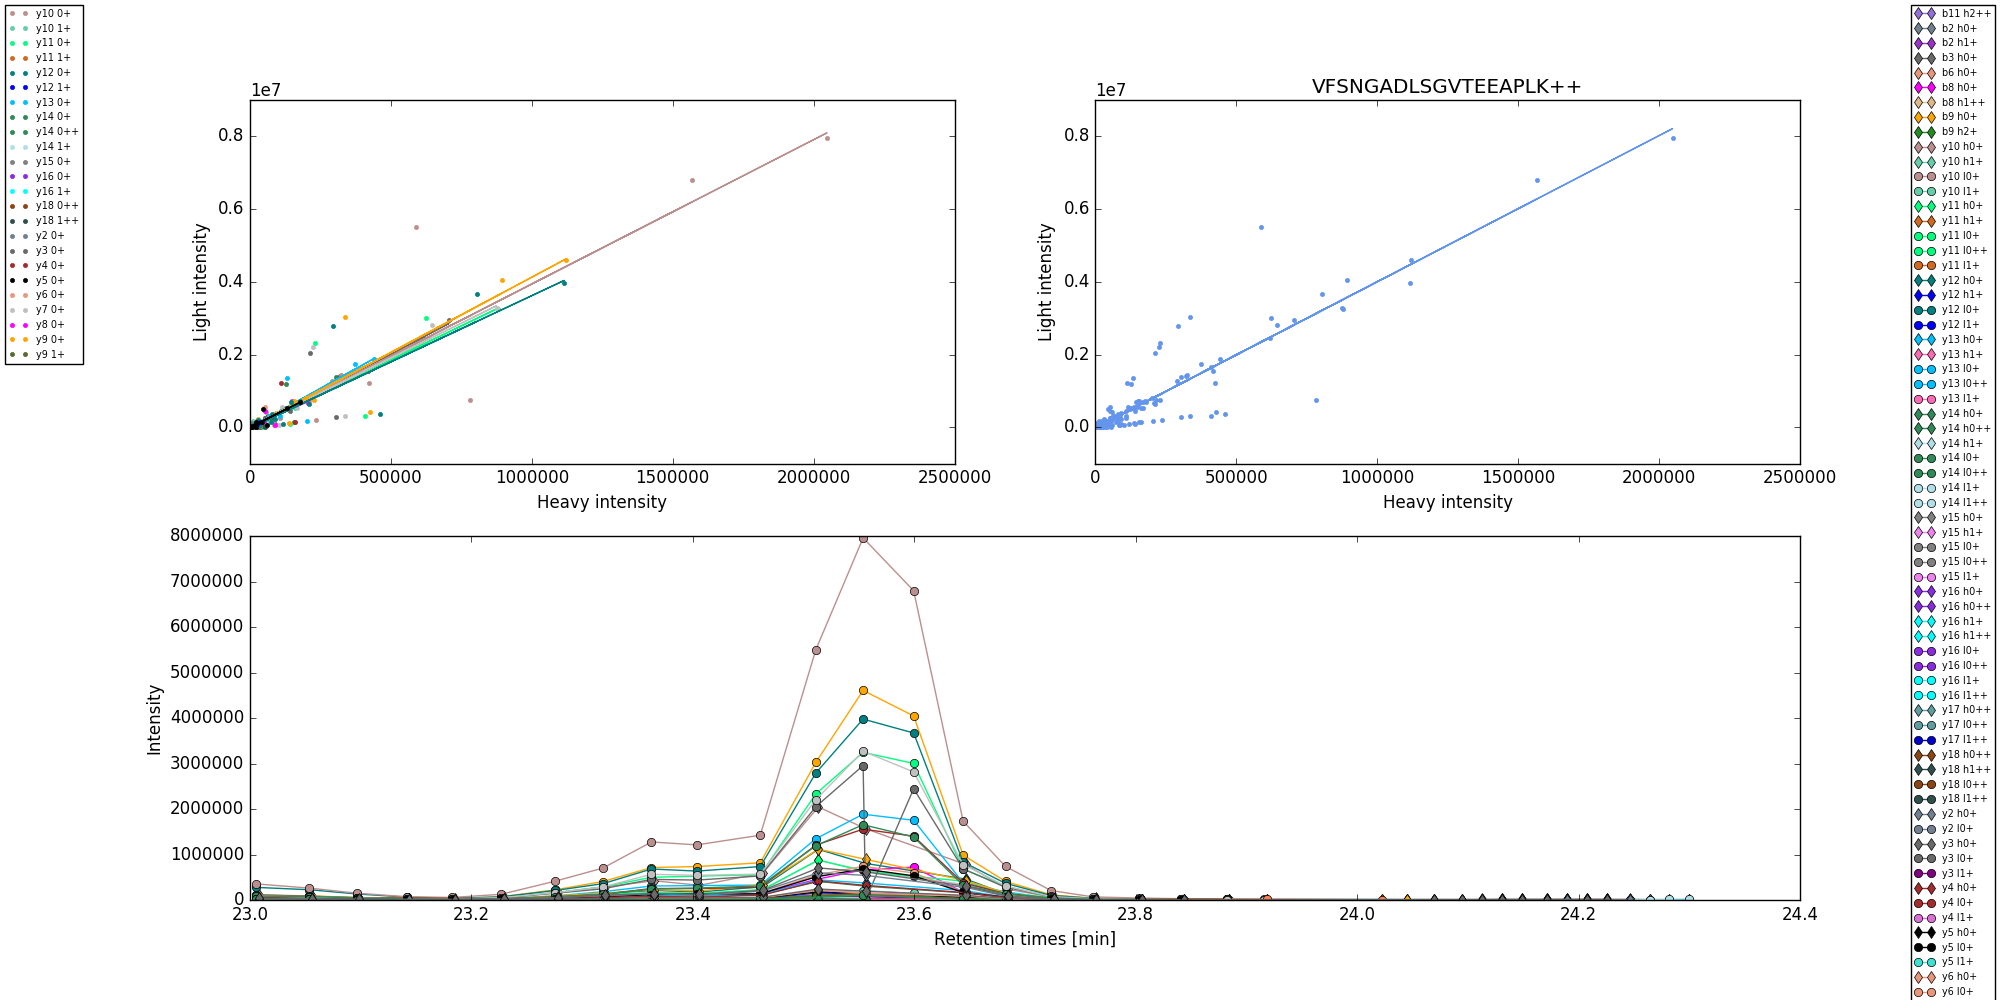 y10 0+
y10 1+
y11 0+
y11 1+
y12 0+
y12 1+
y13 0+
y14 0+
y14 0++
y14 1+
y15 0+
y16 0+
y16 1+
y18 0++
y18 1++
y2 0+
y3 0+
y4 0+
y5 0+
y6 0+
y7 0+
y8 0+
y9 0+
y9 1+
1e7
0.8
0.6
0.4
0.2
0.0
Light intensity
0 500000 1000000 1500000 2000000 2500000
Heavy intensity
VFSNGADLSGVTEEAPLK++
1e7
0.8
0.6
0.4
0.2
0.0
Light intensity
0 500000 1000000 1500000 2000000 2500000
Heavy intensity
8000000
7000000
6000000
5000000
4000000
3000000
2000000
1000000
0
Intensity
23.0 23.2 23.4 23.6 23.8 24.0 24.2 24.4
Retention times [min]
b11 h2++
b2 h0+
b2 h1+
b3 h0+
b6 h0+
b8 h0+
b8 h1++
b9 h0+
b9 h2+
y10 h0+
y10 h1+
y10 l0+
y10 l1+
y11 h0+
y11 h1+
y11 l0+
y11 l0++
y11 l1+
y12 h0+
y12 h1+
y12 l0+
y12 l1+
y13 h0+
y13 h1+
y13 l0+
y13 l0++
y13 l1+
y14 h0+
y14 h0++
y14 h1+
y14 l0+
y14 l0++
y14 l1+
y14 l1++
y15 h0+
y15 h1+
y15 l0+
y15 l0++
y15 l1+
y16 h0+
y16 h0++
y16 h1+
y16 h1++
y16 l0+
y16 l0++
y16 l1+
y16 l1++
y17 h0++
y17 l0++
y17 l1++
y18 h0++
y18 h1++
y18 l0++
y18 l1++
y2 h0+
y2 l0+
y3 h0+
y3 l0+
y3 l1+
y4 h0+
y4 l0+
y4 l1+
y5 h0+
y5 l0+
y5 l1+
y6 h0+
y6 l0+